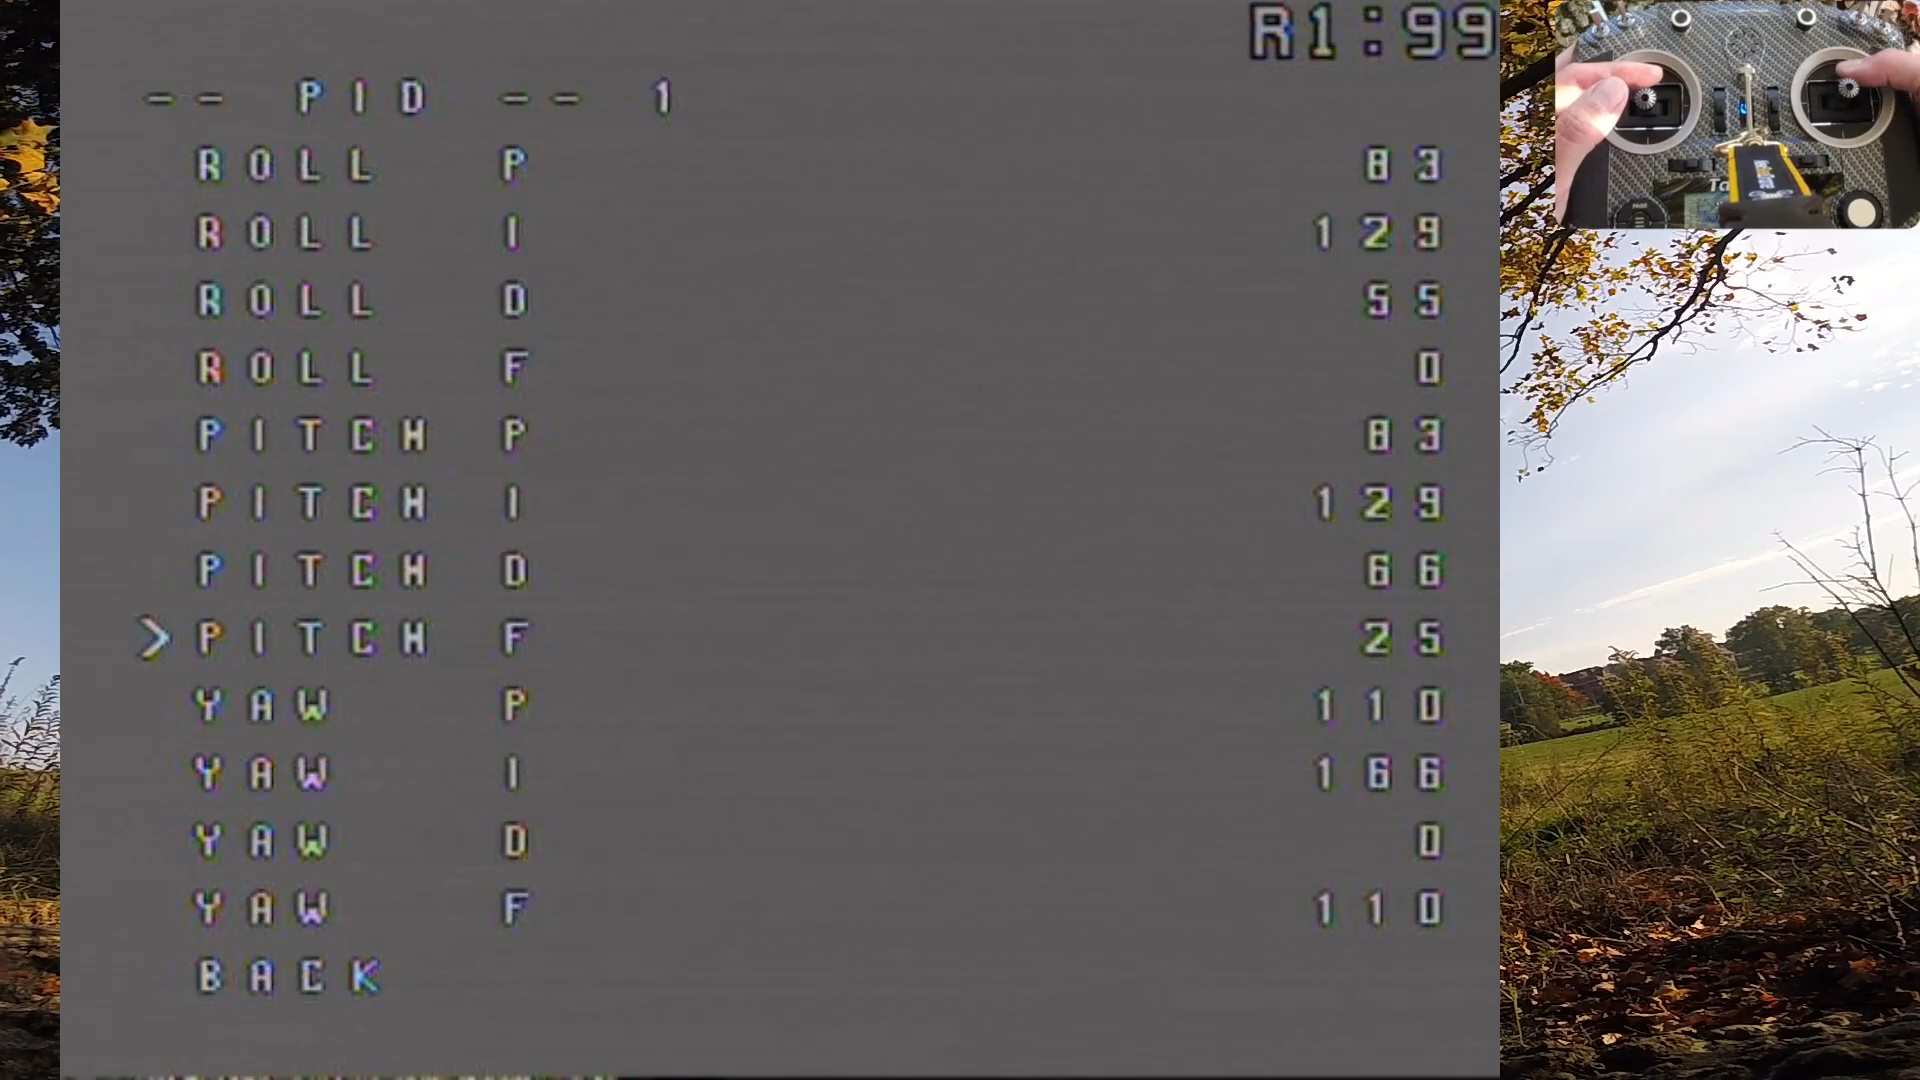 R1:99
-- PID -- 1
ROLL P 83
ROLL I 129
ROLL D 55
ROLL F 0
PITCH P 83
PITCH I 129
PITCH D 66
>PITCH F 25
YAW P 110
YAW I 166
YAW D 0
YAW F 110
BACK